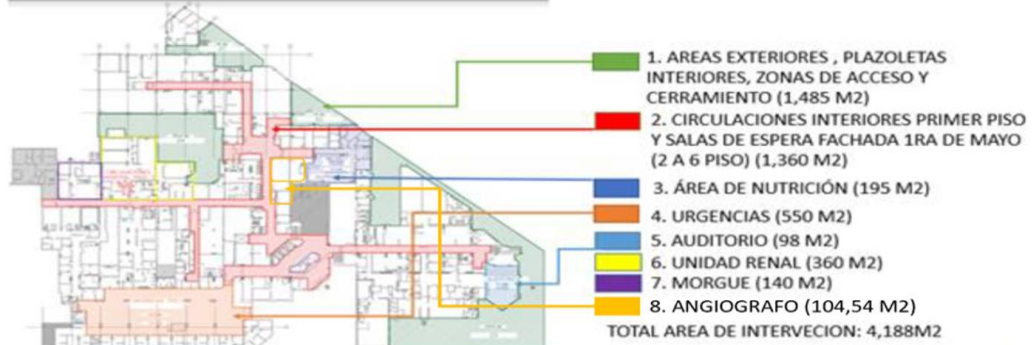 1. AREAS EXTERIORES , PLAZOLETAS
INTERIORES, ZONAS DE ACCESO Y
CERRAMIENTO (1,485 M2)
2. CIRCULACIONES INTERIORES PRIMER PISO
Y SALAS DE ESPERA FACHADA 1RA DE MAYO
(2 A 6 PISO) (1,360 M2)
3. ÁREA DE NUTRICIÓN (195 M2)
4. URGENCIAS (550 M2)
5. AUDITORIO (98 M2)
6. UNIDAD RENAL (360 M2)
7. MORGUE (140 M2)
8. ANGIOGRAFO (104,54 M2)
TOTAL AREA DE INTERVECION: 4,188M2